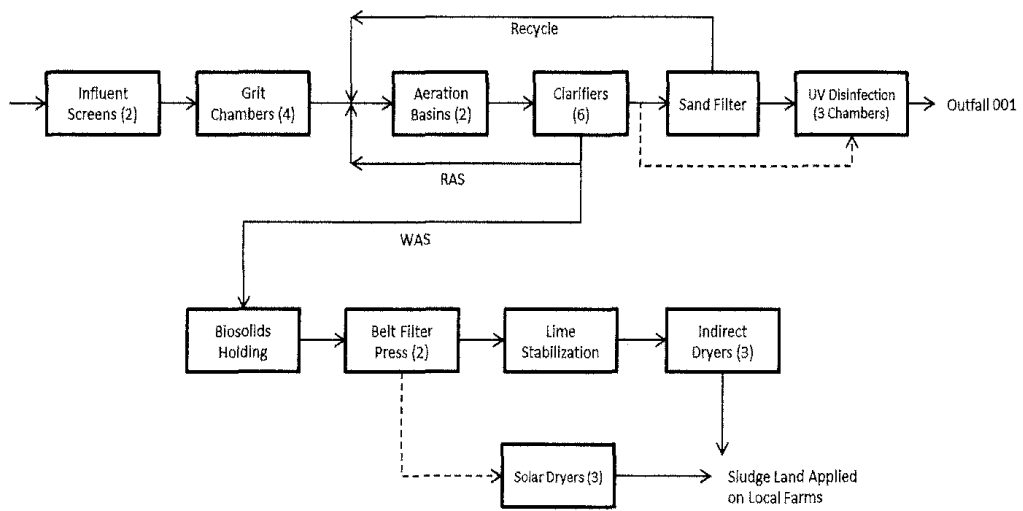 Recycle
Influent
Screens (2)
Grit
Chambers (4)
Aeration
Basins (2)
Clarifiers
(6)
Sand Filter
UV Disinfection
(3 Chambers)
Outfall 001
RAS
WAS
Biosolids
Holding
Belt Filter
Press (2)
Lime
Stabilization
Indirect
Dryers (3)
Solar Dryers (3)
Sludge Land Applied
on Local Farms